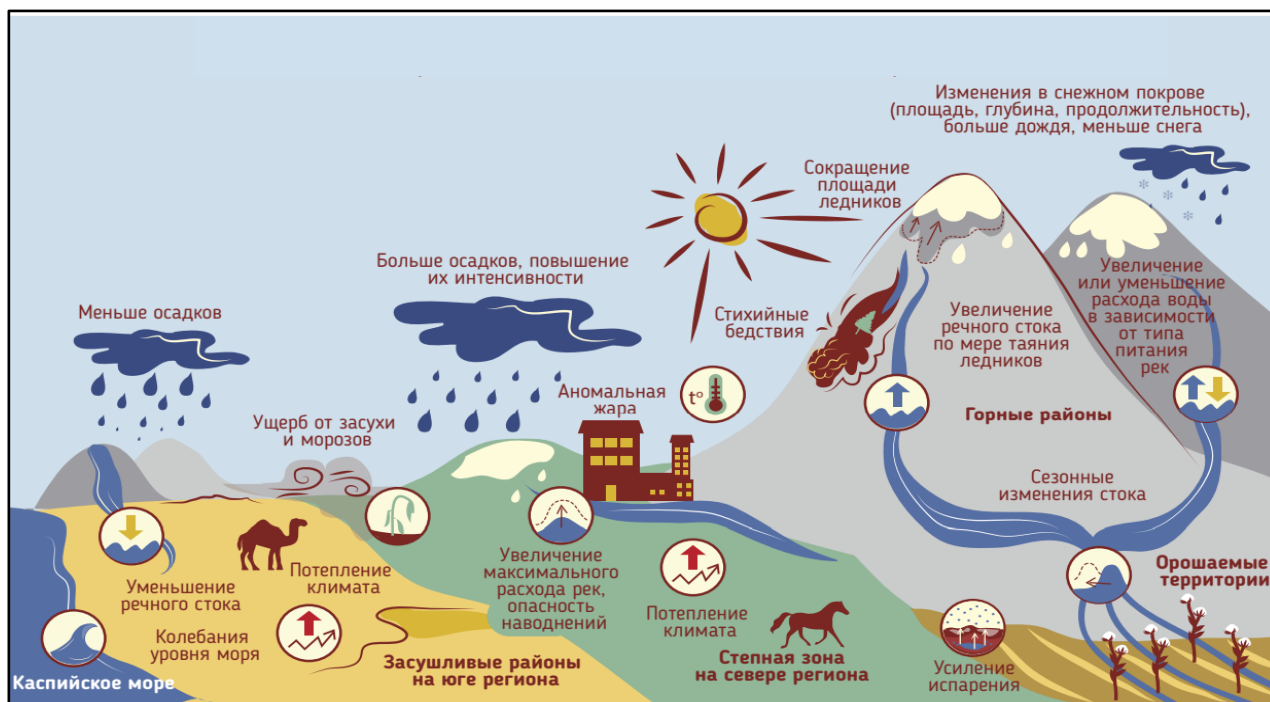 Изменения в снежном покрове
(площадь, глубина, продолжительность),
больше дождя, меньше снега
Сокращение
площади
ледников
Больше осадков, повышение
их интенсивности
Меньше осадков
Стихийные
бедствия
Увеличение
речного стока
по мере таяния
ледников
Увеличение
или уменьшение
расхода воды
в зависимости
от типа
питания
рек
Аномальная
жара
t°
Ущерб от засухи
и морозов
Горные районы
Сезонные
изменения стока
Уменьшение
речного стока
Потепление
климата
Увеличение
максимального
расхода рек,
опасность
наводнений
Потепление
климата
Орошаемые
территории
Колебания
уровня моря
Каспийское море
Засушливые районы
на юге региона
Степная зона
на севере региона
Усиление
испарения